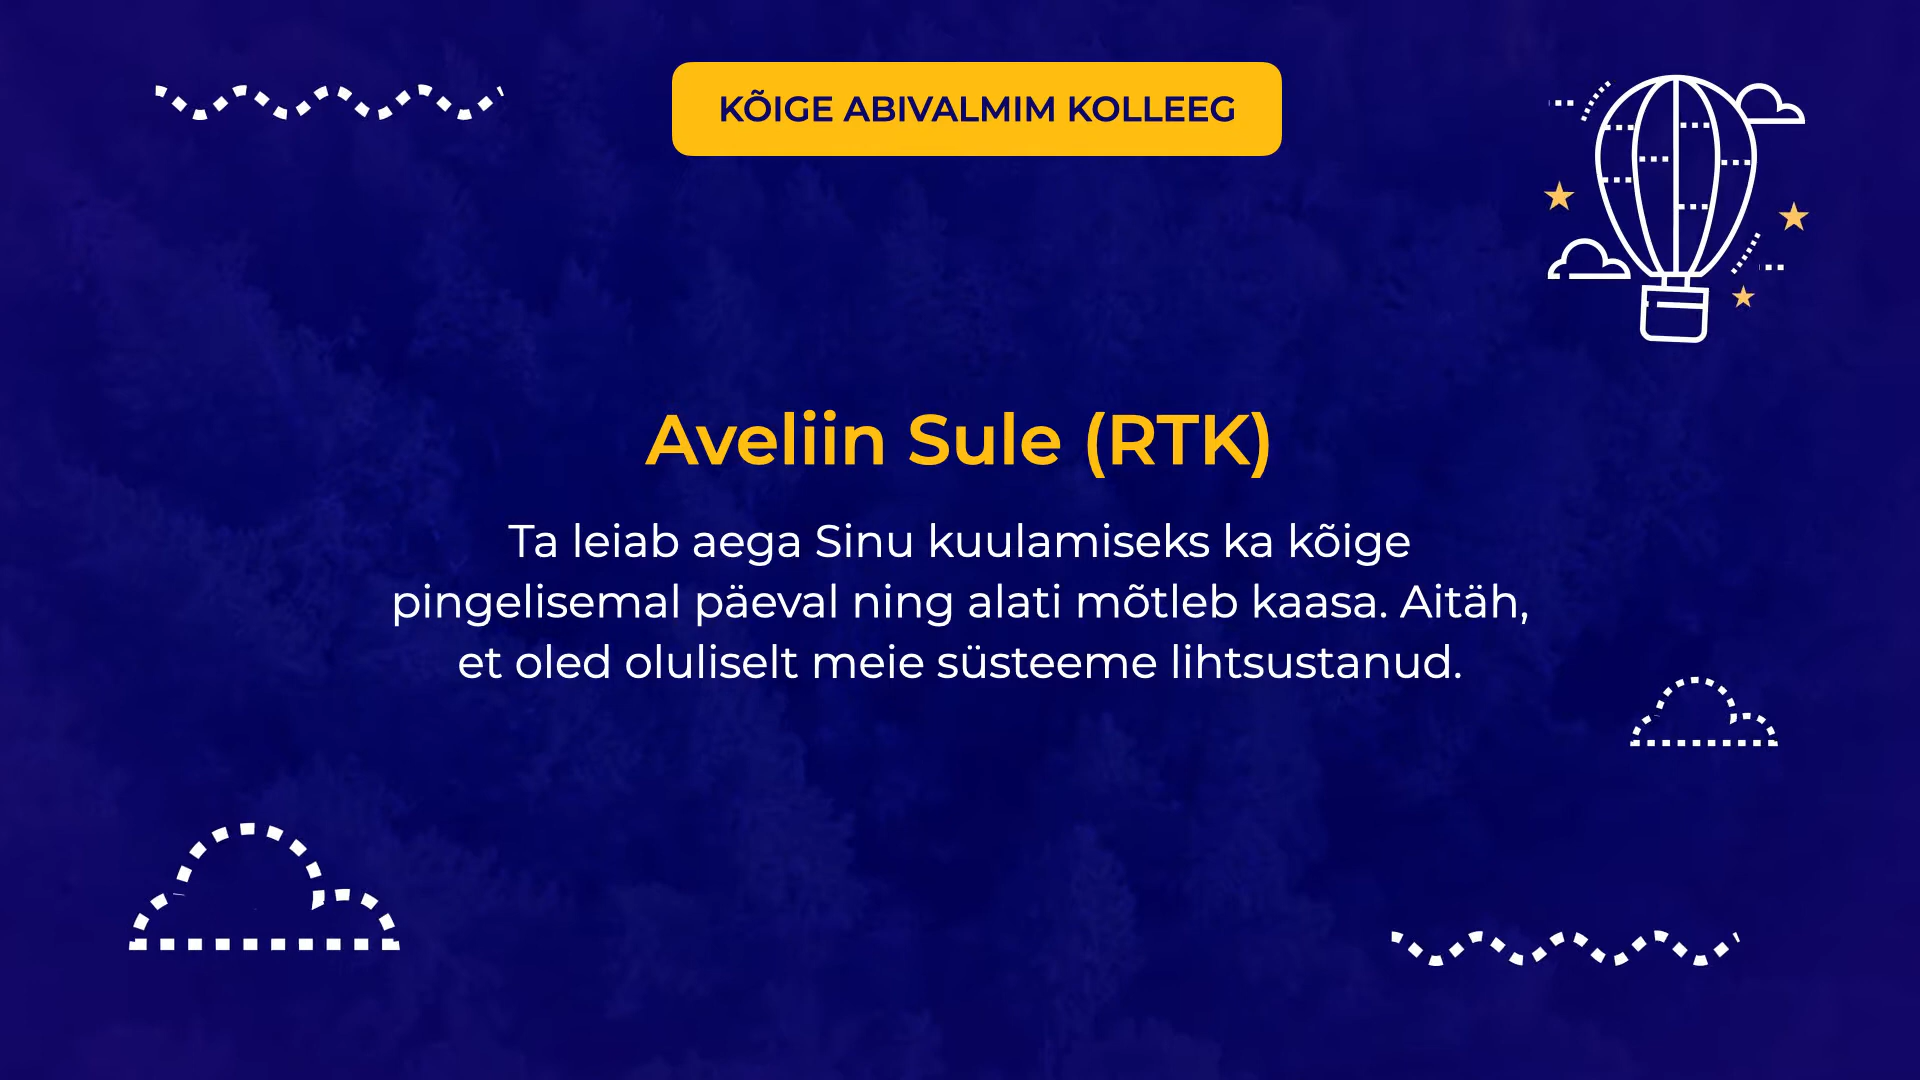 KÕIGE ABIVALMIM KOLLEEG
Aveliin Sule (RTK)
Ta leiab aega Sinu kuulamiseks ka kõige
pingelisemal päeval ning alati mõtleb kaasa. Aitäh,
et oled oluliselt meie süsteeme lihtsustanud.